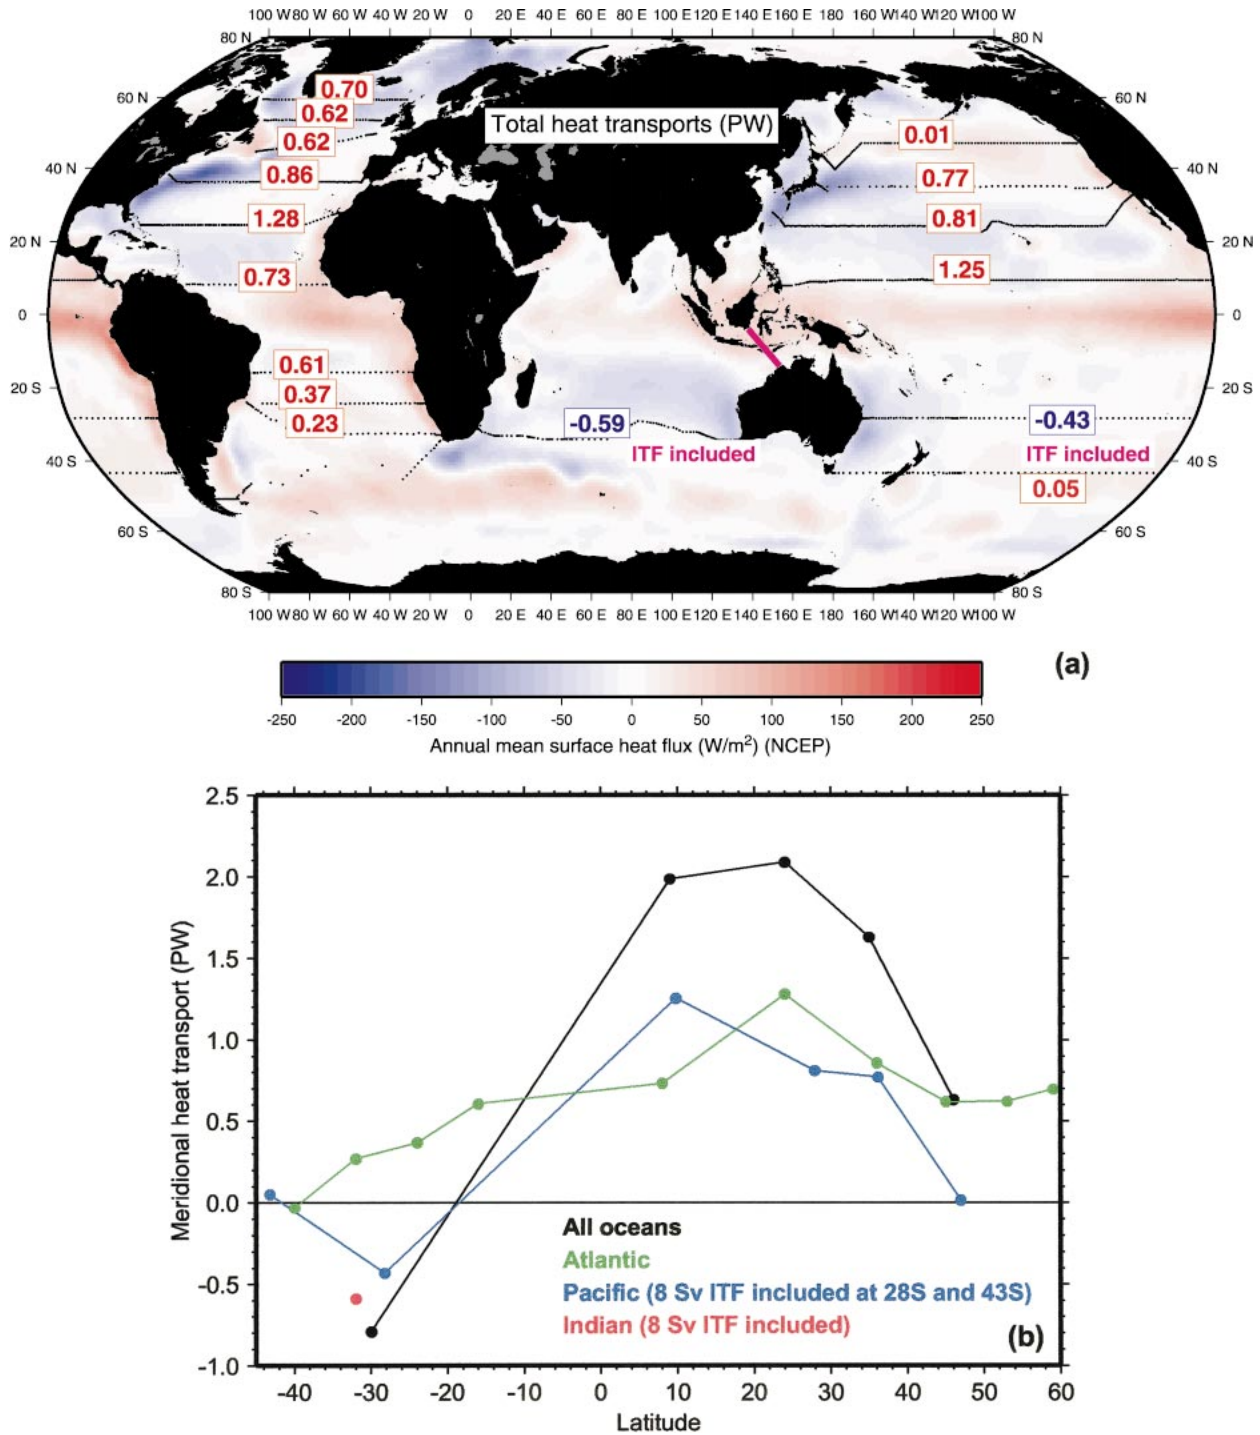 100 W 80 W 60 W 40 W 20 W 0 20 E 40 E 60 E 80 E 100 E 120 E 140 E 160 E 180 160 W 140 W 120 W 100 W
80 N 80 N
0.70
60 N 60 N
0.62
Total heat transports (PW)
0.62 0.01
40 N 0.86 0.77 40 N
1.28 0.81
20 N 20 N
0.73 1.25
0 0
0.61
20 S 0.37 20 S
0.23 -0.59 -0.43
ITF included ITF included
40 S 40 S
0.05
60 S 60 S
80 S 80 S
100 W 80 W 60 W 40 W 20 W 0 20 E 40 E 60 E 80 E 100 E 120 E 140 E 160 E 180 160 W 140 W 120 W 100 W
(a)
-250 -200 -150 -100 -50 0 50 100 150 200 250
Annual mean surface heat flux (W/m²) (NCEP)
2.5
2.0
1.5
1.0
0.5
0.0
-0.5
-1.0
Meridional heat transport (PW)
All oceans
Atlantic
Pacific (8 Sv ITF included at 28S and 43S)
Indian (8 Sv ITF included)
(b)
-40 -30 -20 -10 0 10 20 30 40 50 60
Latitude